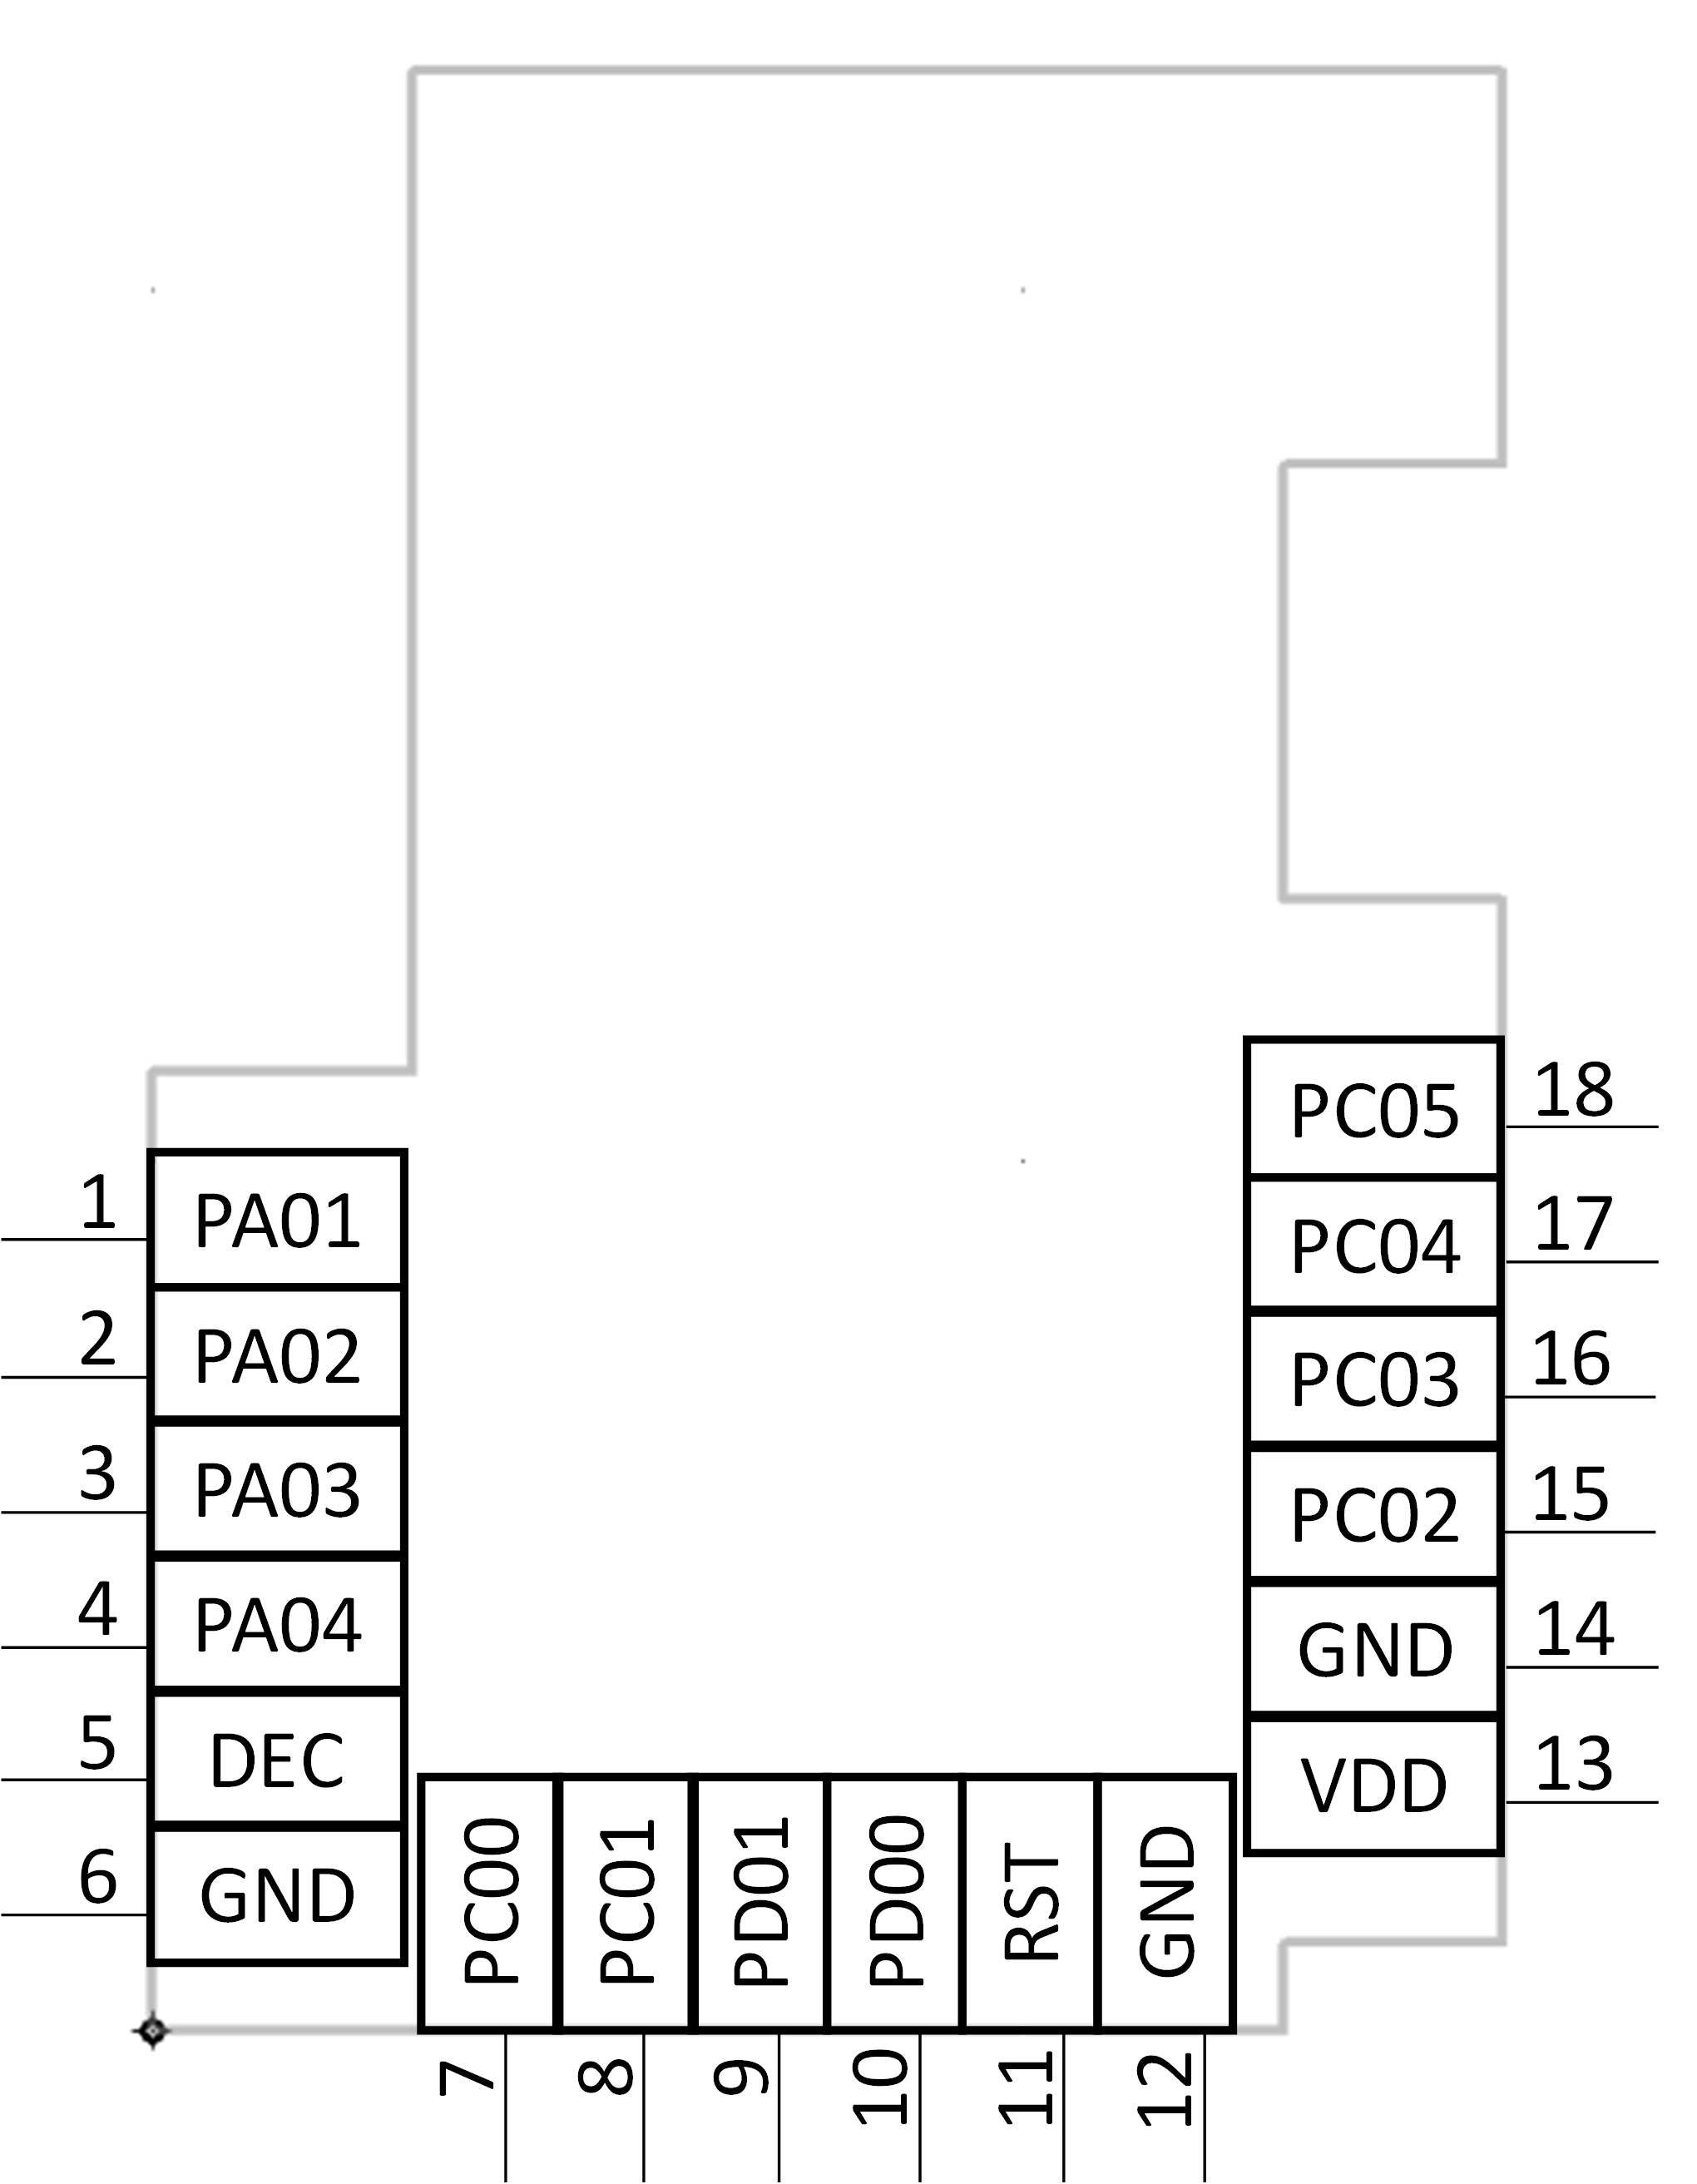 1 PA01
2 PA02
3 PA03
4 PA04
5 DEC
6 GND
PC00 7
PC01 8
PD01 9
PD00 10
RST 11
GND 12
PC05 18
PC04 17
PC03 16
PC02 15
GND 14
VDD 13